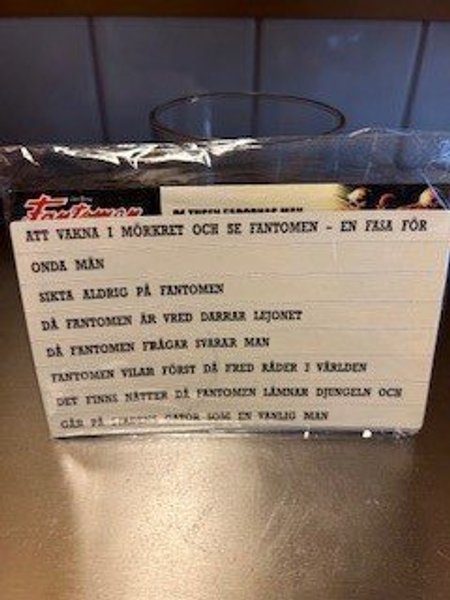 Fantomen
ATT VAKNA I MÖRKRET OCH SE FANTOMEN - EN FASA FÖR
ONDA MÄN
SIKTA ALDRIG PÅ FANTOMEN
DÅ FANTOMEN ÄR VRED DARRAR LEJONET
DÅ FANTOMEN FRÅGAR SVARAR MAN
FANTOMEN VILAR FÖRST DÅ FRED RÅDER I VÄRLDEN
DET FINNS NÄTTER DÅ FANTOMEN LÄMNAR DJUNGELN OCH
GÅR PÅ STADENS GATOR SOM EN VANLIG MAN